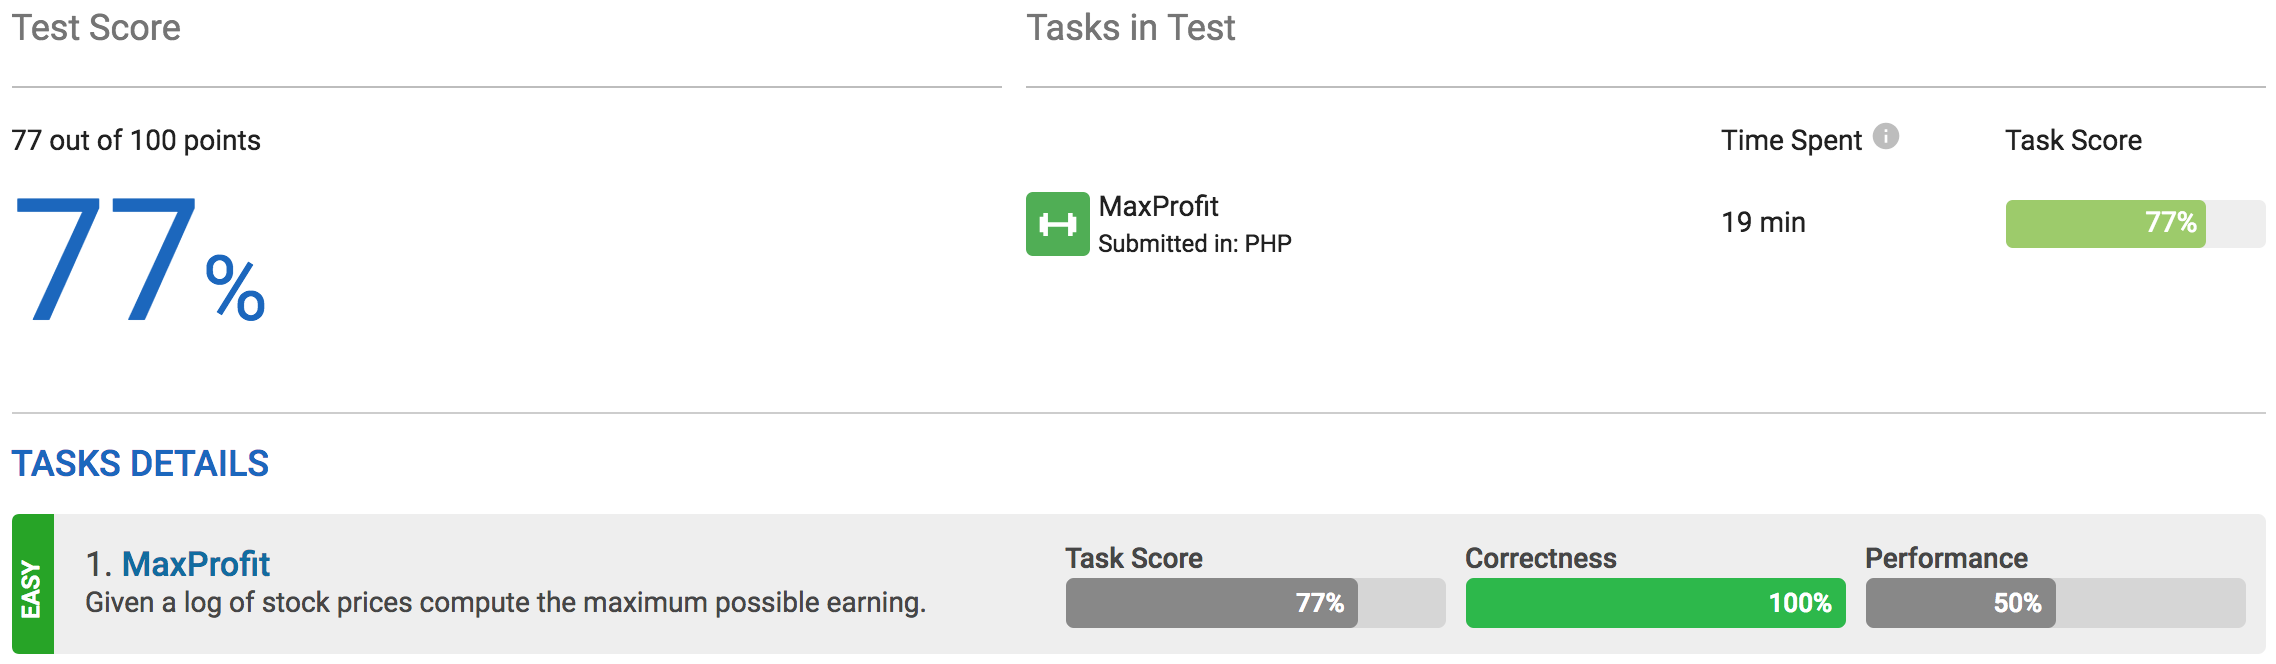 Test Score
Tasks in Test
77 out of 100 points
Time Spent
Task Score
77%
MaxProfit
Submitted in: PHP
19 min
77%
TASKS DETAILS
EASY
1. MaxProfit
Given a log of stock prices compute the maximum possible earning.
Task Score
77%
Correctness
100%
Performance
50%